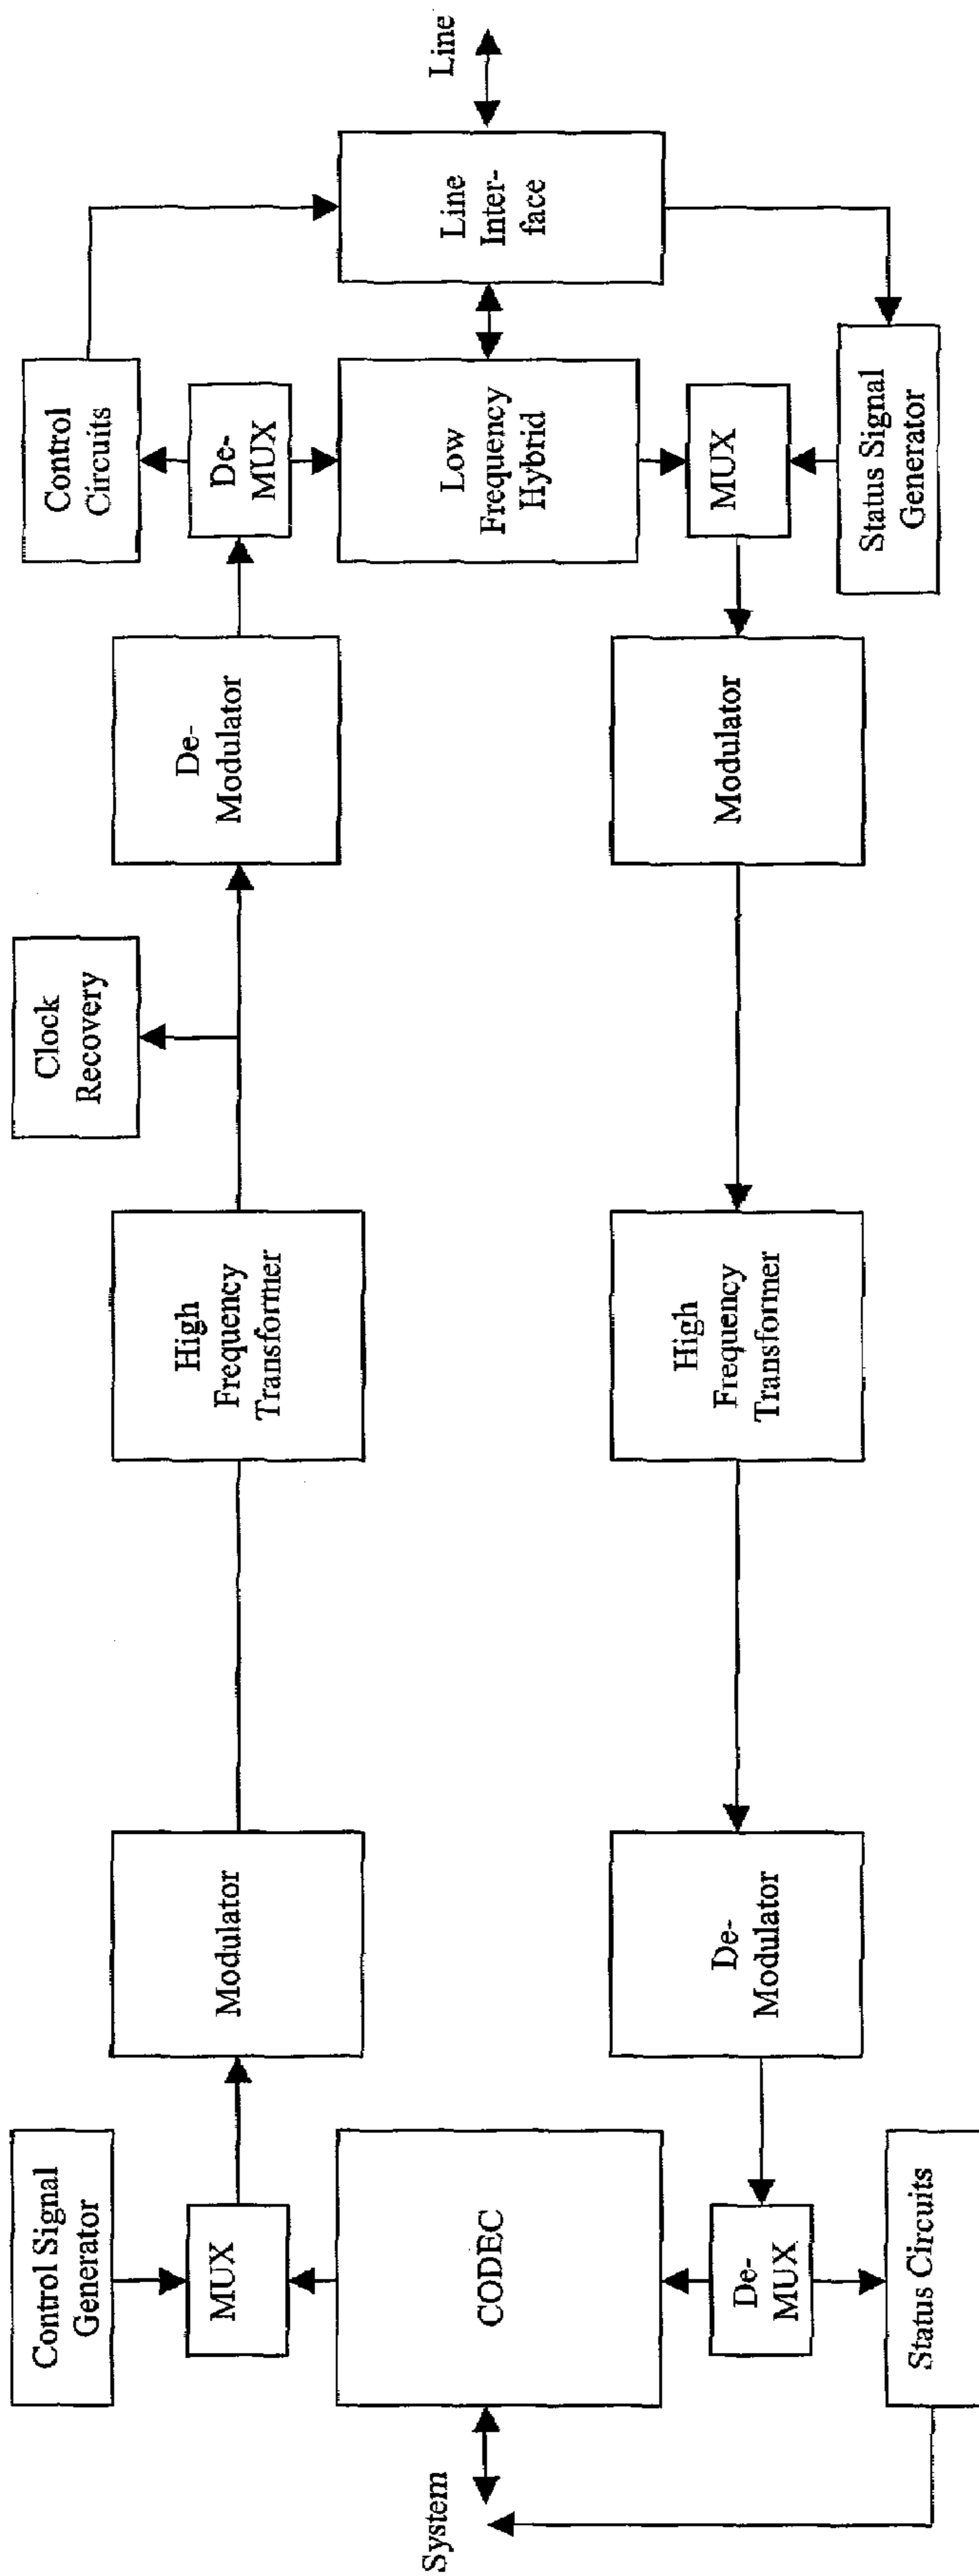 Control Signal
Generator
MUX
Modulator
High
Frequency
Transformer
Clock
Recovery
De-
Modulator
De-
MUX
Control
Circuits
System
CODEC
Low
Frequency
Hybrid
Line
Inter-
face
Line
De-
MUX
De-
Modulator
High
Frequency
Transformer
Modulator
MUX
Status Circuits
Status Signal
Generator